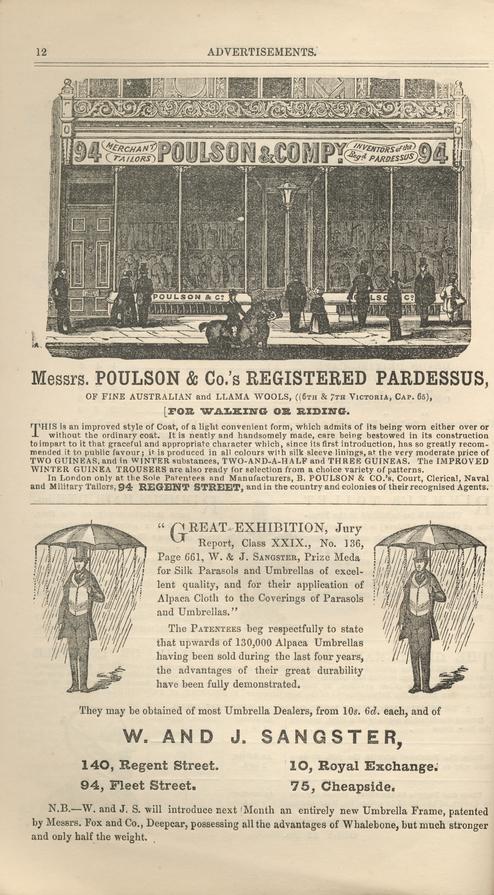 12
ADVERTISEMENTS.
94 MERCHANT TAILORS POULSON & COMPY INVENTORS of the Regd PARDESSUS 94
POULSON & Co
Messrs. POULSON & Co.'s REGISTERED PARDESSUS,
OF FINE AUSTRALIAN and LLAMA WOOLS, ((6TH & 7TH VICTORIA, CAP. 65),
[FOR WALKING OR RIDING.
THIS is an improved style of Coat, of a light convenient form, which admits of its being worn either over or
without the ordinary coat. It is neatly and handsomely made, care being bestowed in its construction
to impart to it that graceful and appropriate character which, since its first introduction, has so greatly recom-
mended it to public favour; it is produced in all colours with silk sleeve linings, at the very moderate price of
TWO GUINEAS, and in WINTER substances, TWO-AND-A-HALF and THREE GUINEAS. The IMPROVED
WINTER GUINEA TROUSERS are also ready for selection from a choice variety of patterns.
In London only at the Sole Patentees and Manufacturers, B. POULSON & CO.'S, Court, Clerical, Naval
and Military Tailors, 94 REGENT STREET, and in the country and colonies of their recognised Agents.
"GREAT EXHIBITION, Jury
Report, Class XXIX., No. 136,
Page 661, W. & J. SANGSTER, Prize Meda
for Silk Parasols and Umbrellas of excel-
lent quality, and for their application of
Alpaca Cloth to the Coverings of Parasols
and Umbrellas."
The PATENTEES beg respectfully to state
that upwards of 130,000 Alpaca Umbrellas
having been sold during the last four years,
the advantages of their great durability
have been fully demonstrated.
They may be obtained of most Umbrella Dealers, from 10s. 6d. each, and of
W. AND J. SANGSTER,
140, Regent Street. 10, Royal Exchange.
94, Fleet Street. 75, Cheapside.
N.B.—W. and J. S. will introduce next Month an entirely new Umbrella Frame, patented
by Messrs. Fox and Co., Deepcar, possessing all the advantages of Whalebone, but much stronger
and only half the weight.